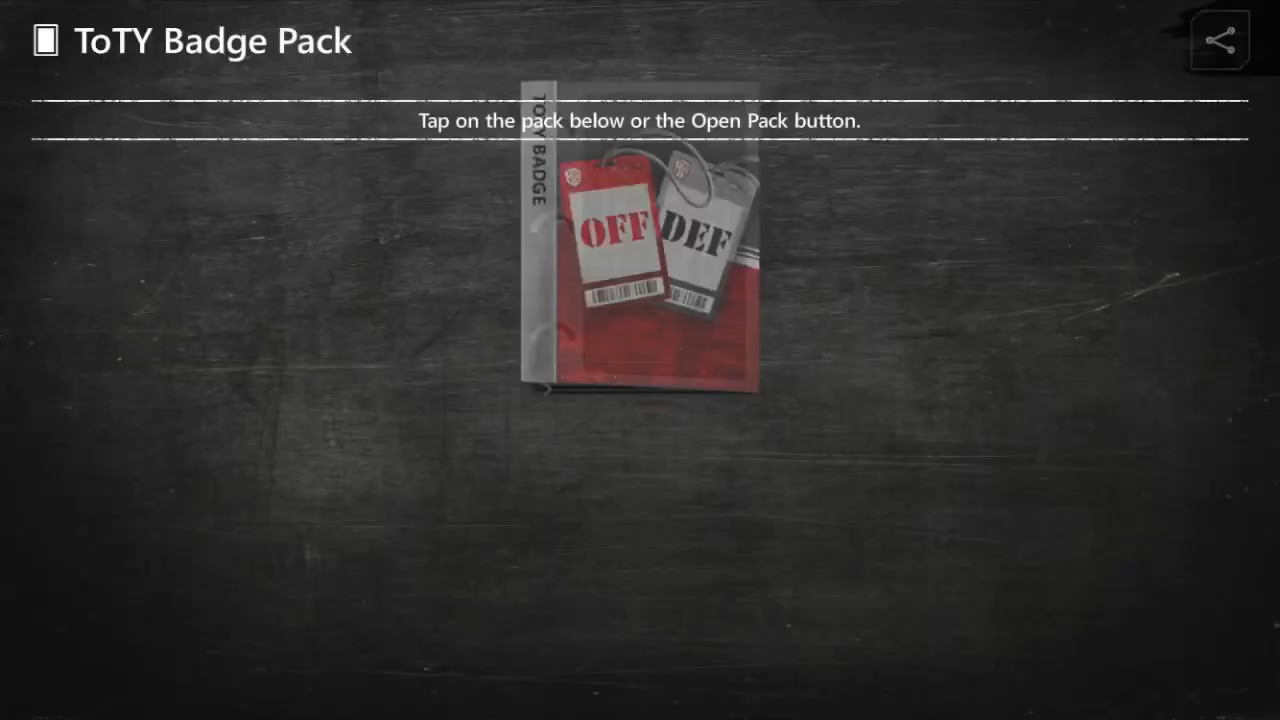 ToTY Badge Pack
Tap on the pack below or the Open Pack button.
TOTY BADGE
OFF
DEF